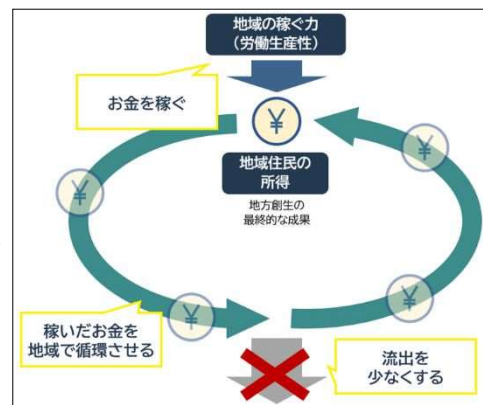 地域の稼ぐ力
（労働生産性）
お金を稼ぐ
¥
地域住民の
所得
地方創生の
最終的な成果
¥
¥
¥
¥
稼いだお金を
地域で循環させる
流出を
少なくする